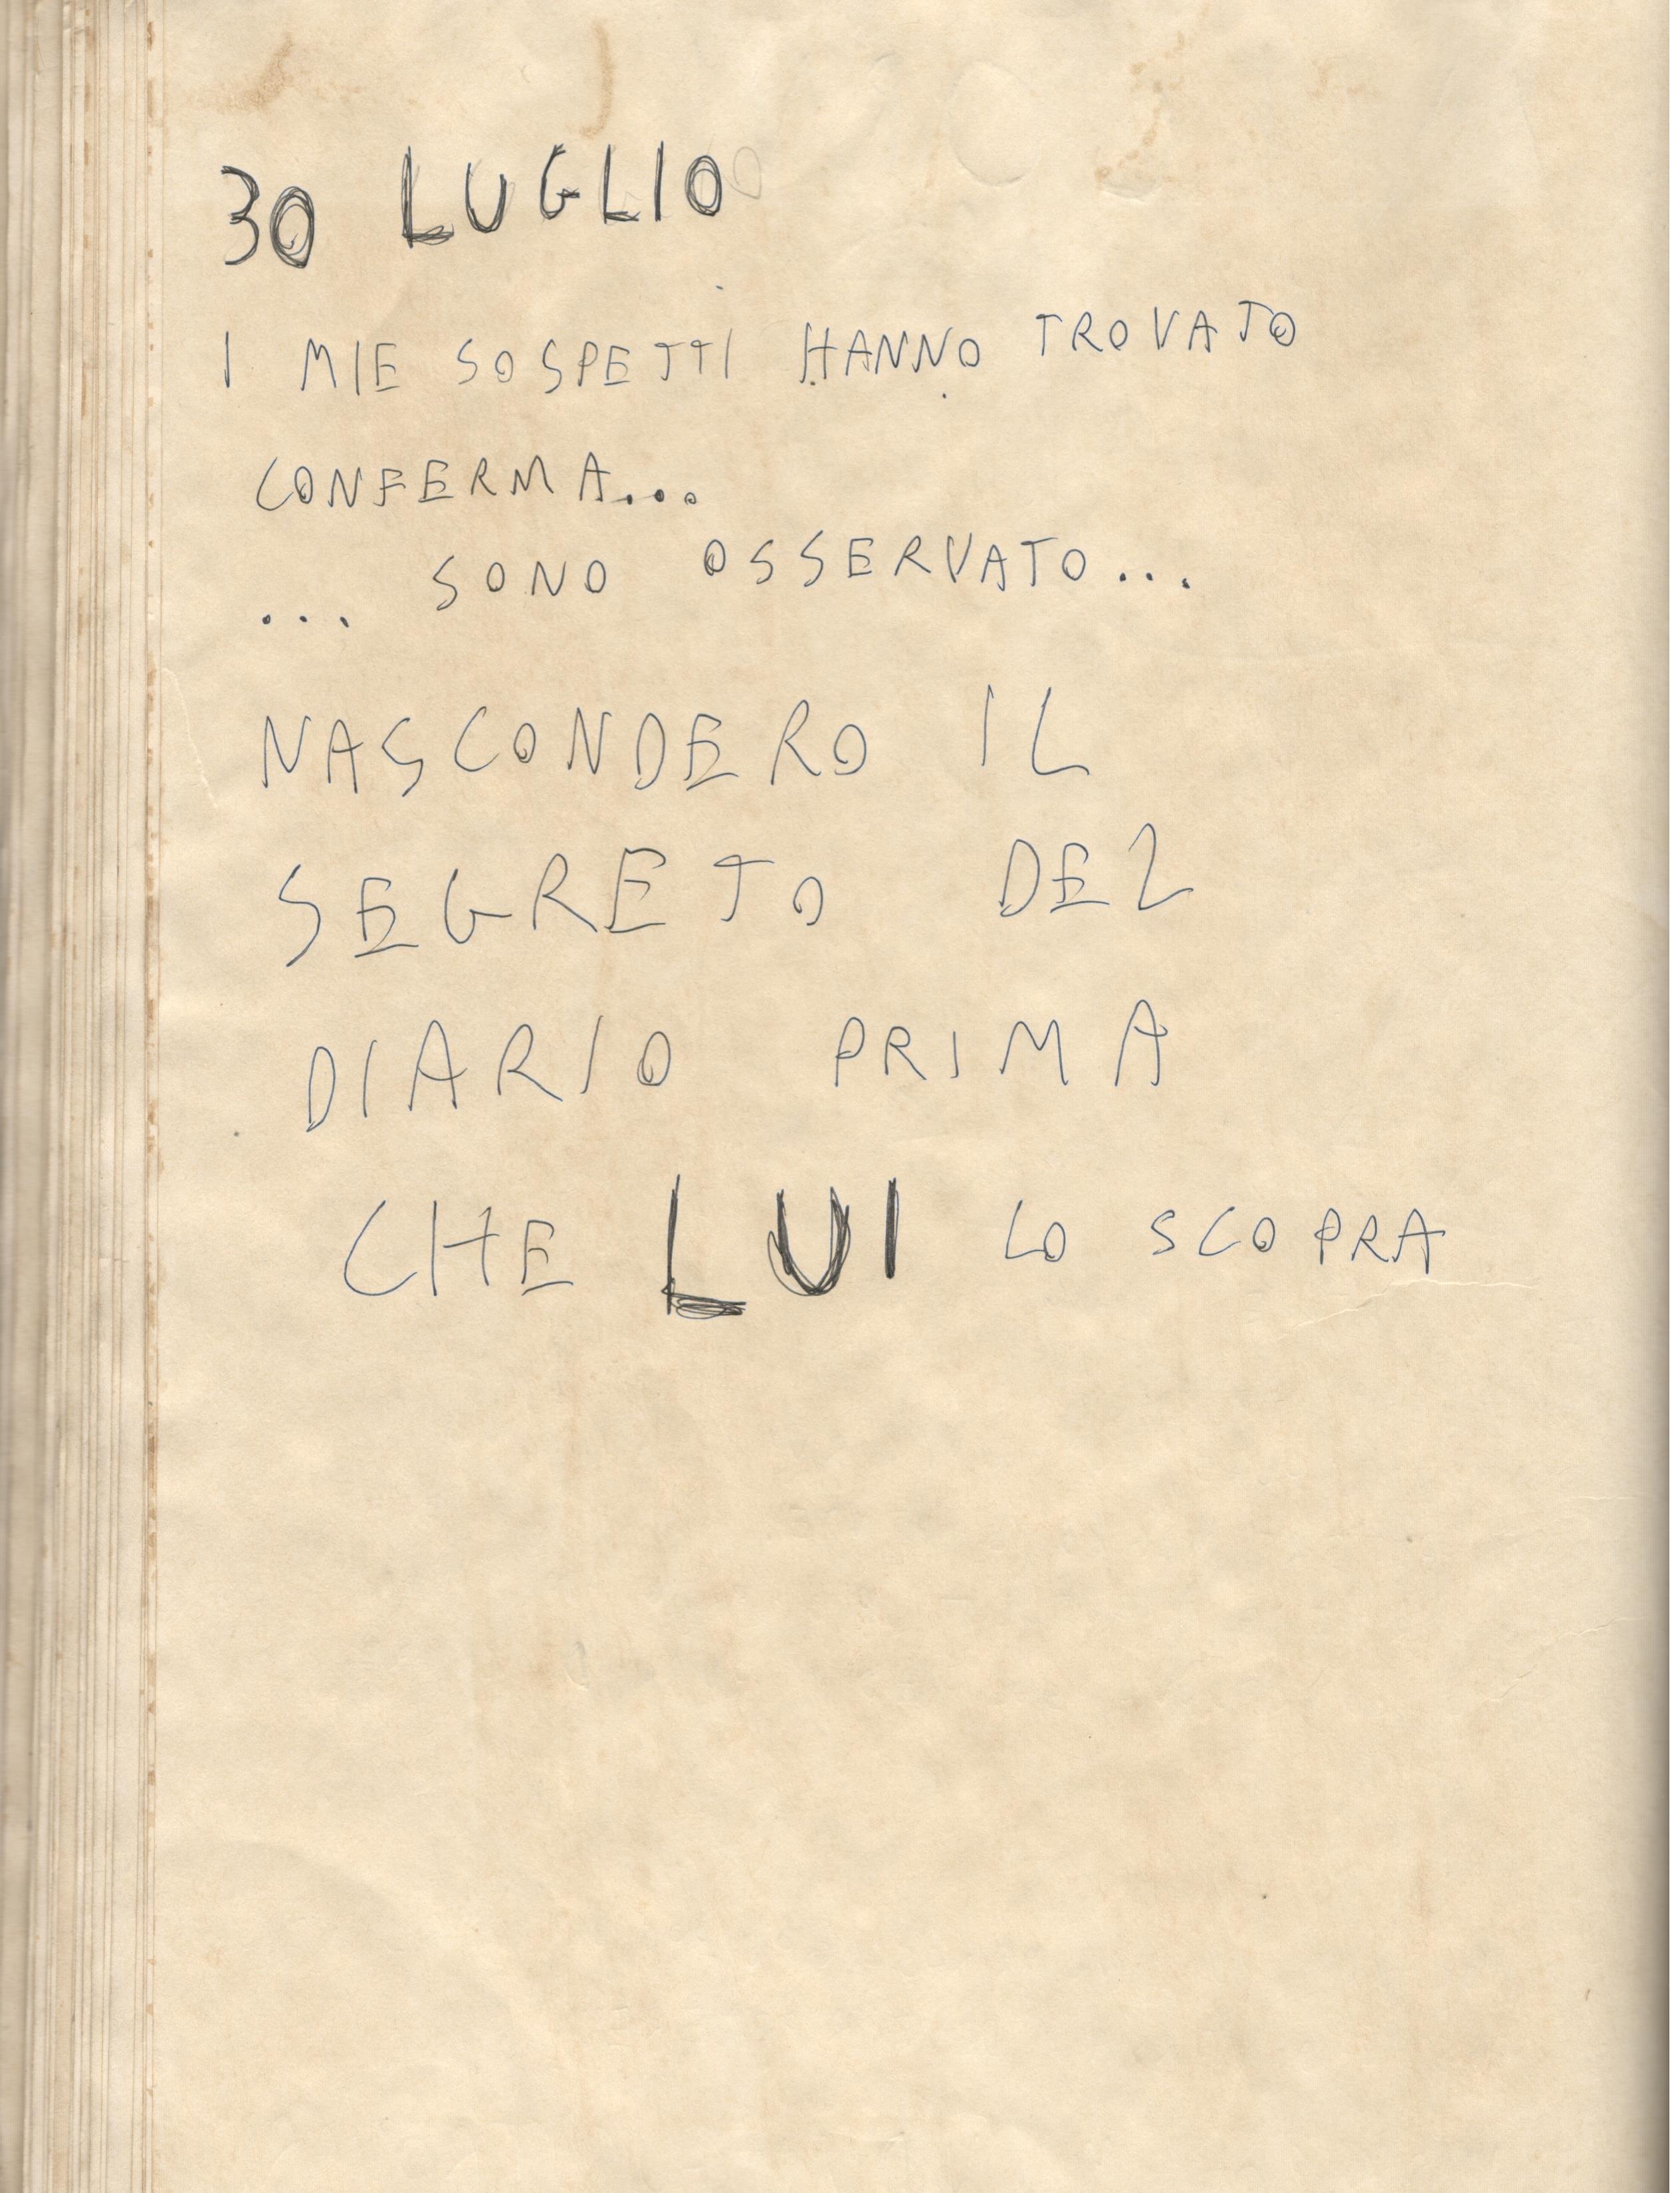 30 LUGLIO
I MIE SOSPETTI HANNO TROVATO
CONFERMA...
... SONO OSSERVATO...
NASCONDERO IL
SEGRETO DEL
DIARIO PRIMA
CHE LUI LO SCOPRA